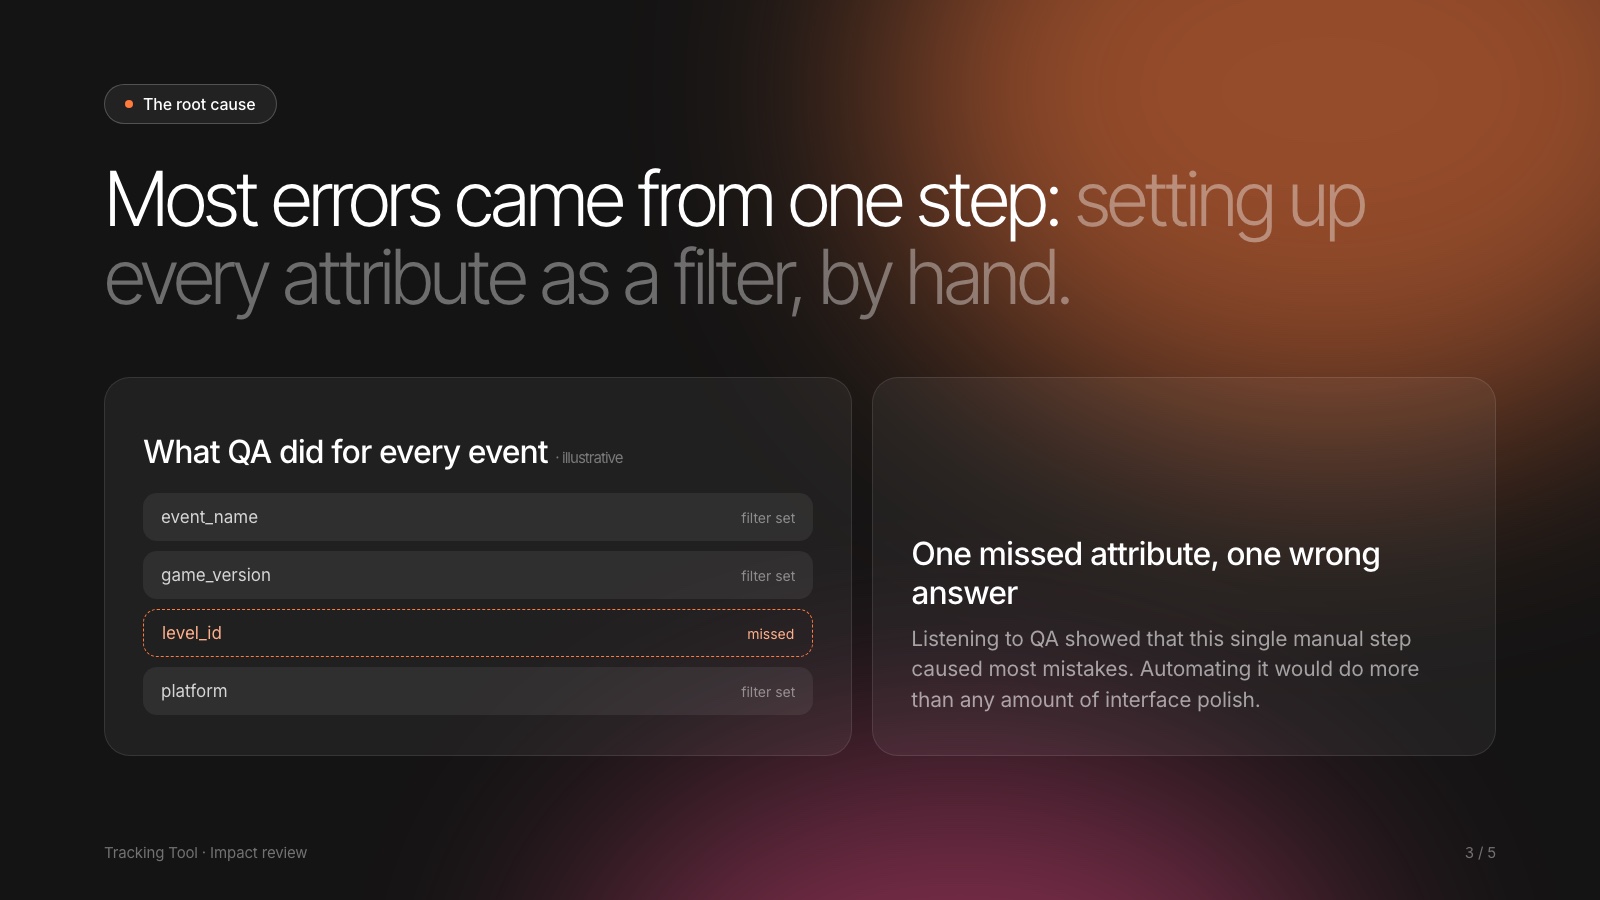 The root cause
Most errors came from one step: setting up
every attribute as a filter, by hand.
What QA did for every event · illustrative
event_name filter set
game_version filter set
level_id missed
platform filter set
One missed attribute, one wrong
answer
Listening to QA showed that this single manual step
caused most mistakes. Automating it would do more
than any amount of interface polish.
Tracking Tool · Impact review
3 / 5